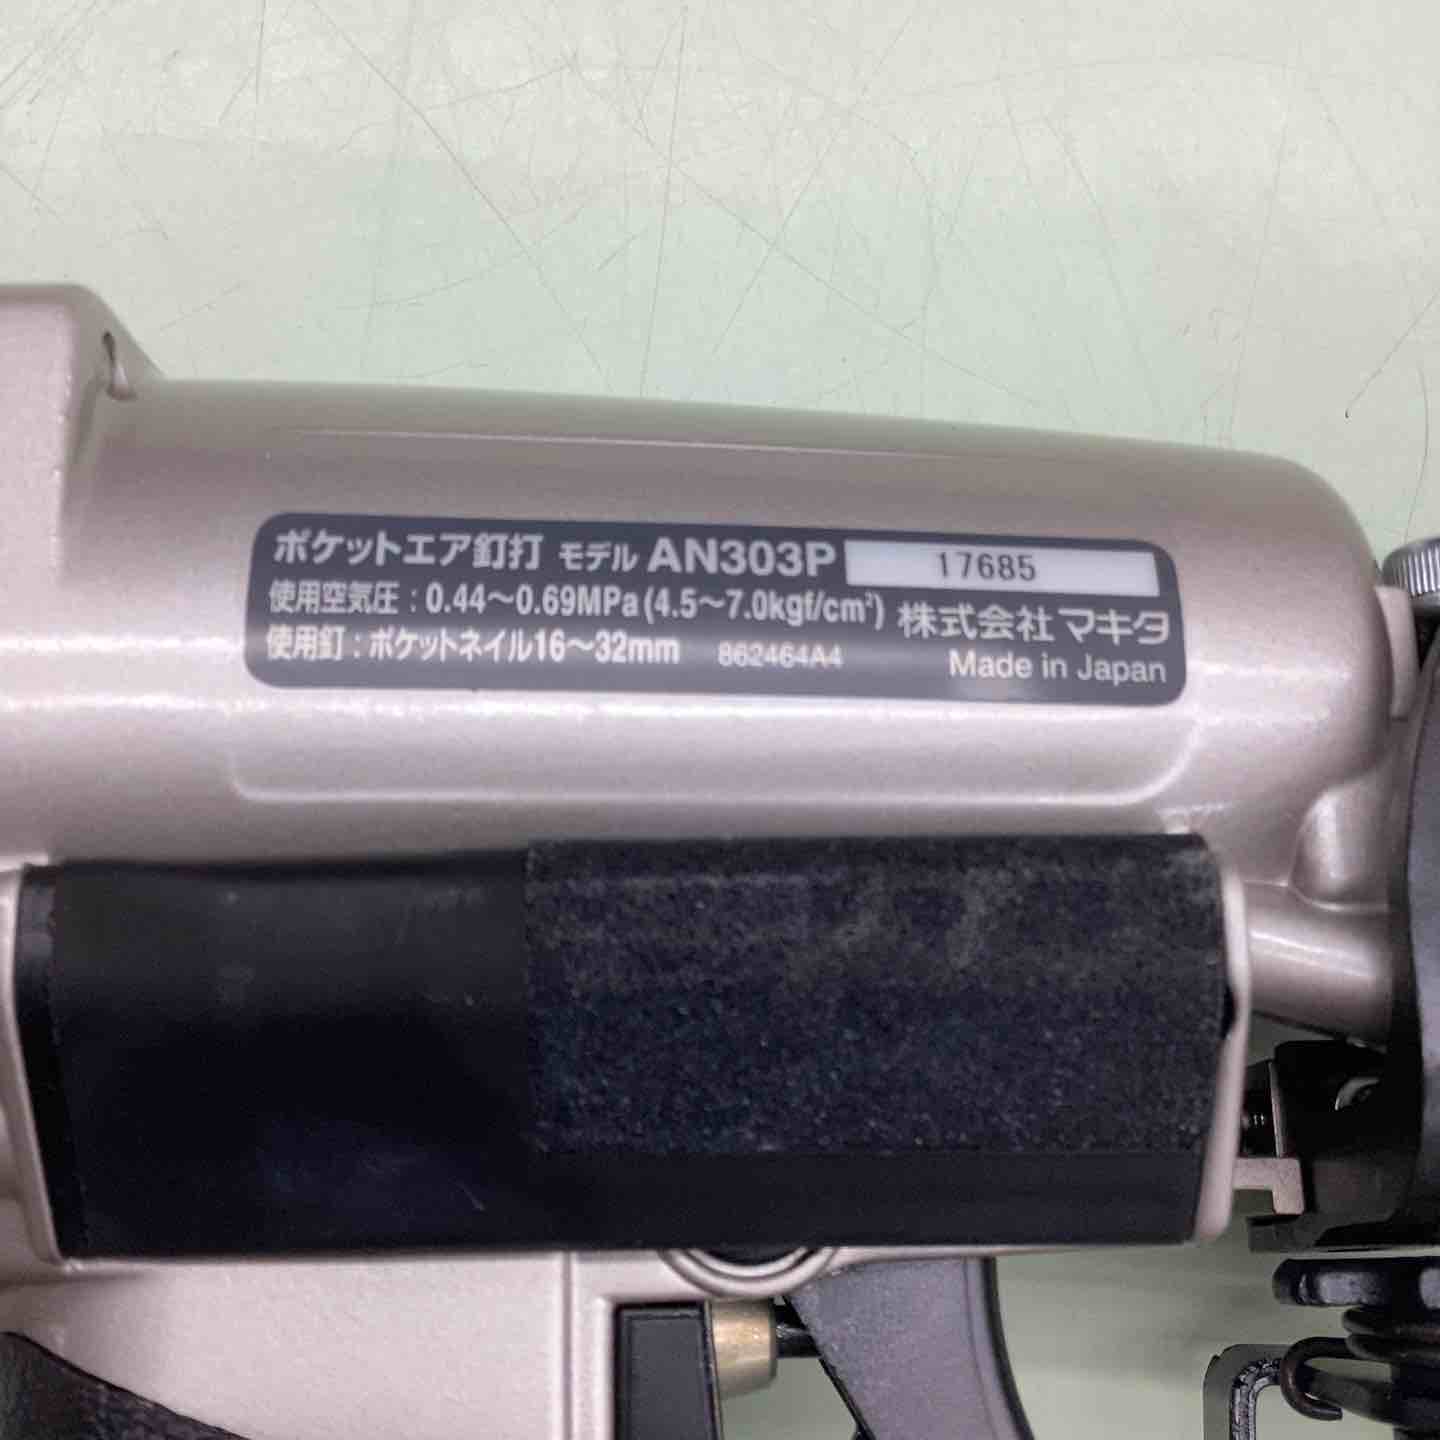 ポケットエア釘打 モデル AN303P 17685
使用空気圧：0.44～0.69MPa(4.5～7.0kgf/cm²) 株式会社マキタ
使用釘：ポケットネイル16～32mm 862464A4 Made in Japan